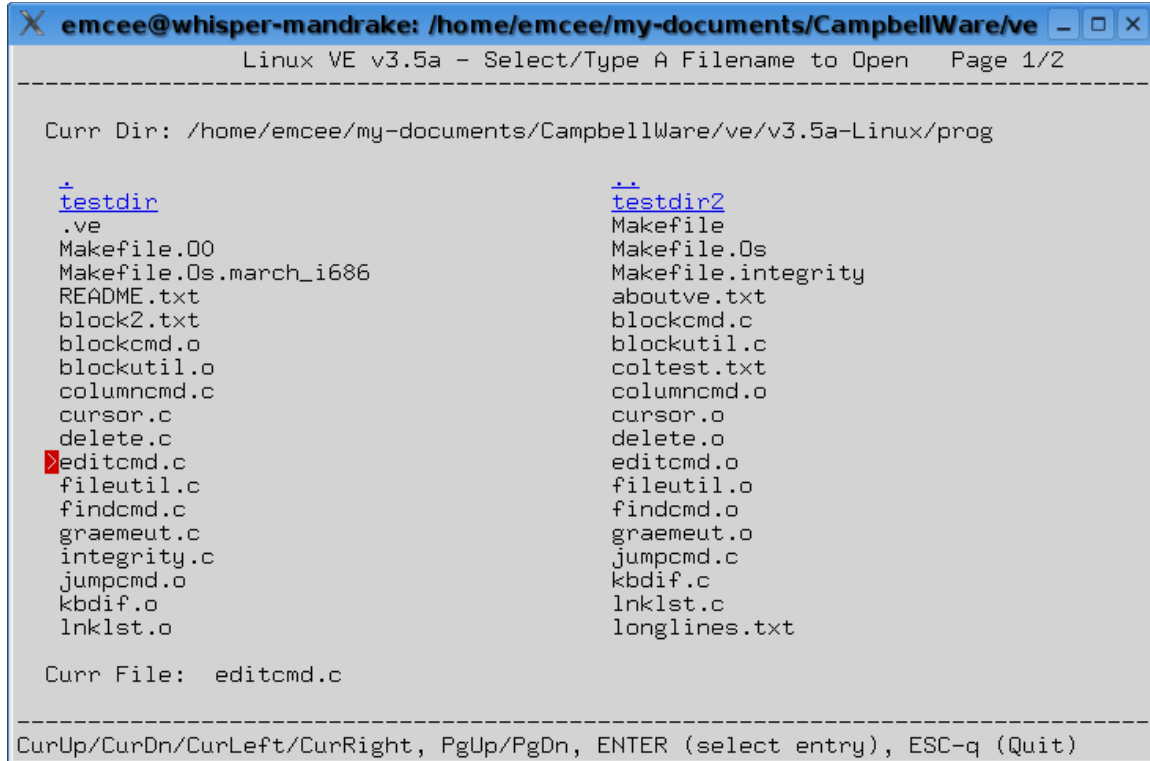 emcee@whisper-mandrake: /home/emcee/my-documents/CampbellWare/ve
Linux VE v3.5a - Select/Type A Filename to Open Page 1/2
--------------------------------------------------------------------------------
Curr Dir: /home/emcee/my-documents/CampbellWare/ve/v3.5a-Linux/prog
. ..
testdir testdir2
.ve Makefile
Makefile.O0 Makefile.Os
Makefile.Os.march_i686 Makefile.integrity
README.txt aboutve.txt
block2.txt blockcmd.c
blockcmd.o blockutil.c
blockutil.o coltest.txt
columncmd.c columncmd.o
cursor.c cursor.o
delete.c delete.o
>editcmd.c editcmd.o
fileutil.c fileutil.o
findcmd.c findcmd.o
graemeut.c graemeut.o
integrity.c jumpcmd.c
jumpcmd.o kbdif.c
kbdif.o lnklst.c
lnklst.o longlines.txt
Curr File: editcmd.c
--------------------------------------------------------------------------------
CurUp/CurDn/CurLeft/CurRight, PgUp/PgDn, ENTER (select entry), ESC-q (Quit)